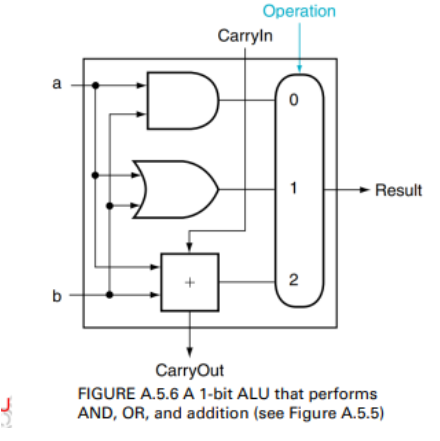 Operation
CarryIn
a
0
1
Result
+
2
b
CarryOut
FIGURE A.5.6 A 1-bit ALU that performs
AND, OR, and addition (see Figure A.5.5)